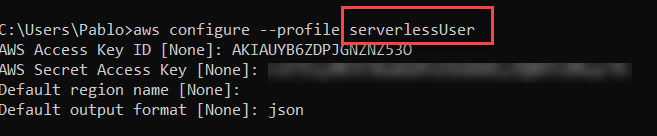 C:\Users\Pablo>aws configure --profile serverlessUser
AWS Access Key ID [None]: AKIAUYB6ZDPJGNZNZ53O
AWS Secret Access Key [None]:
Default region name [None]:
Default output format [None]: json